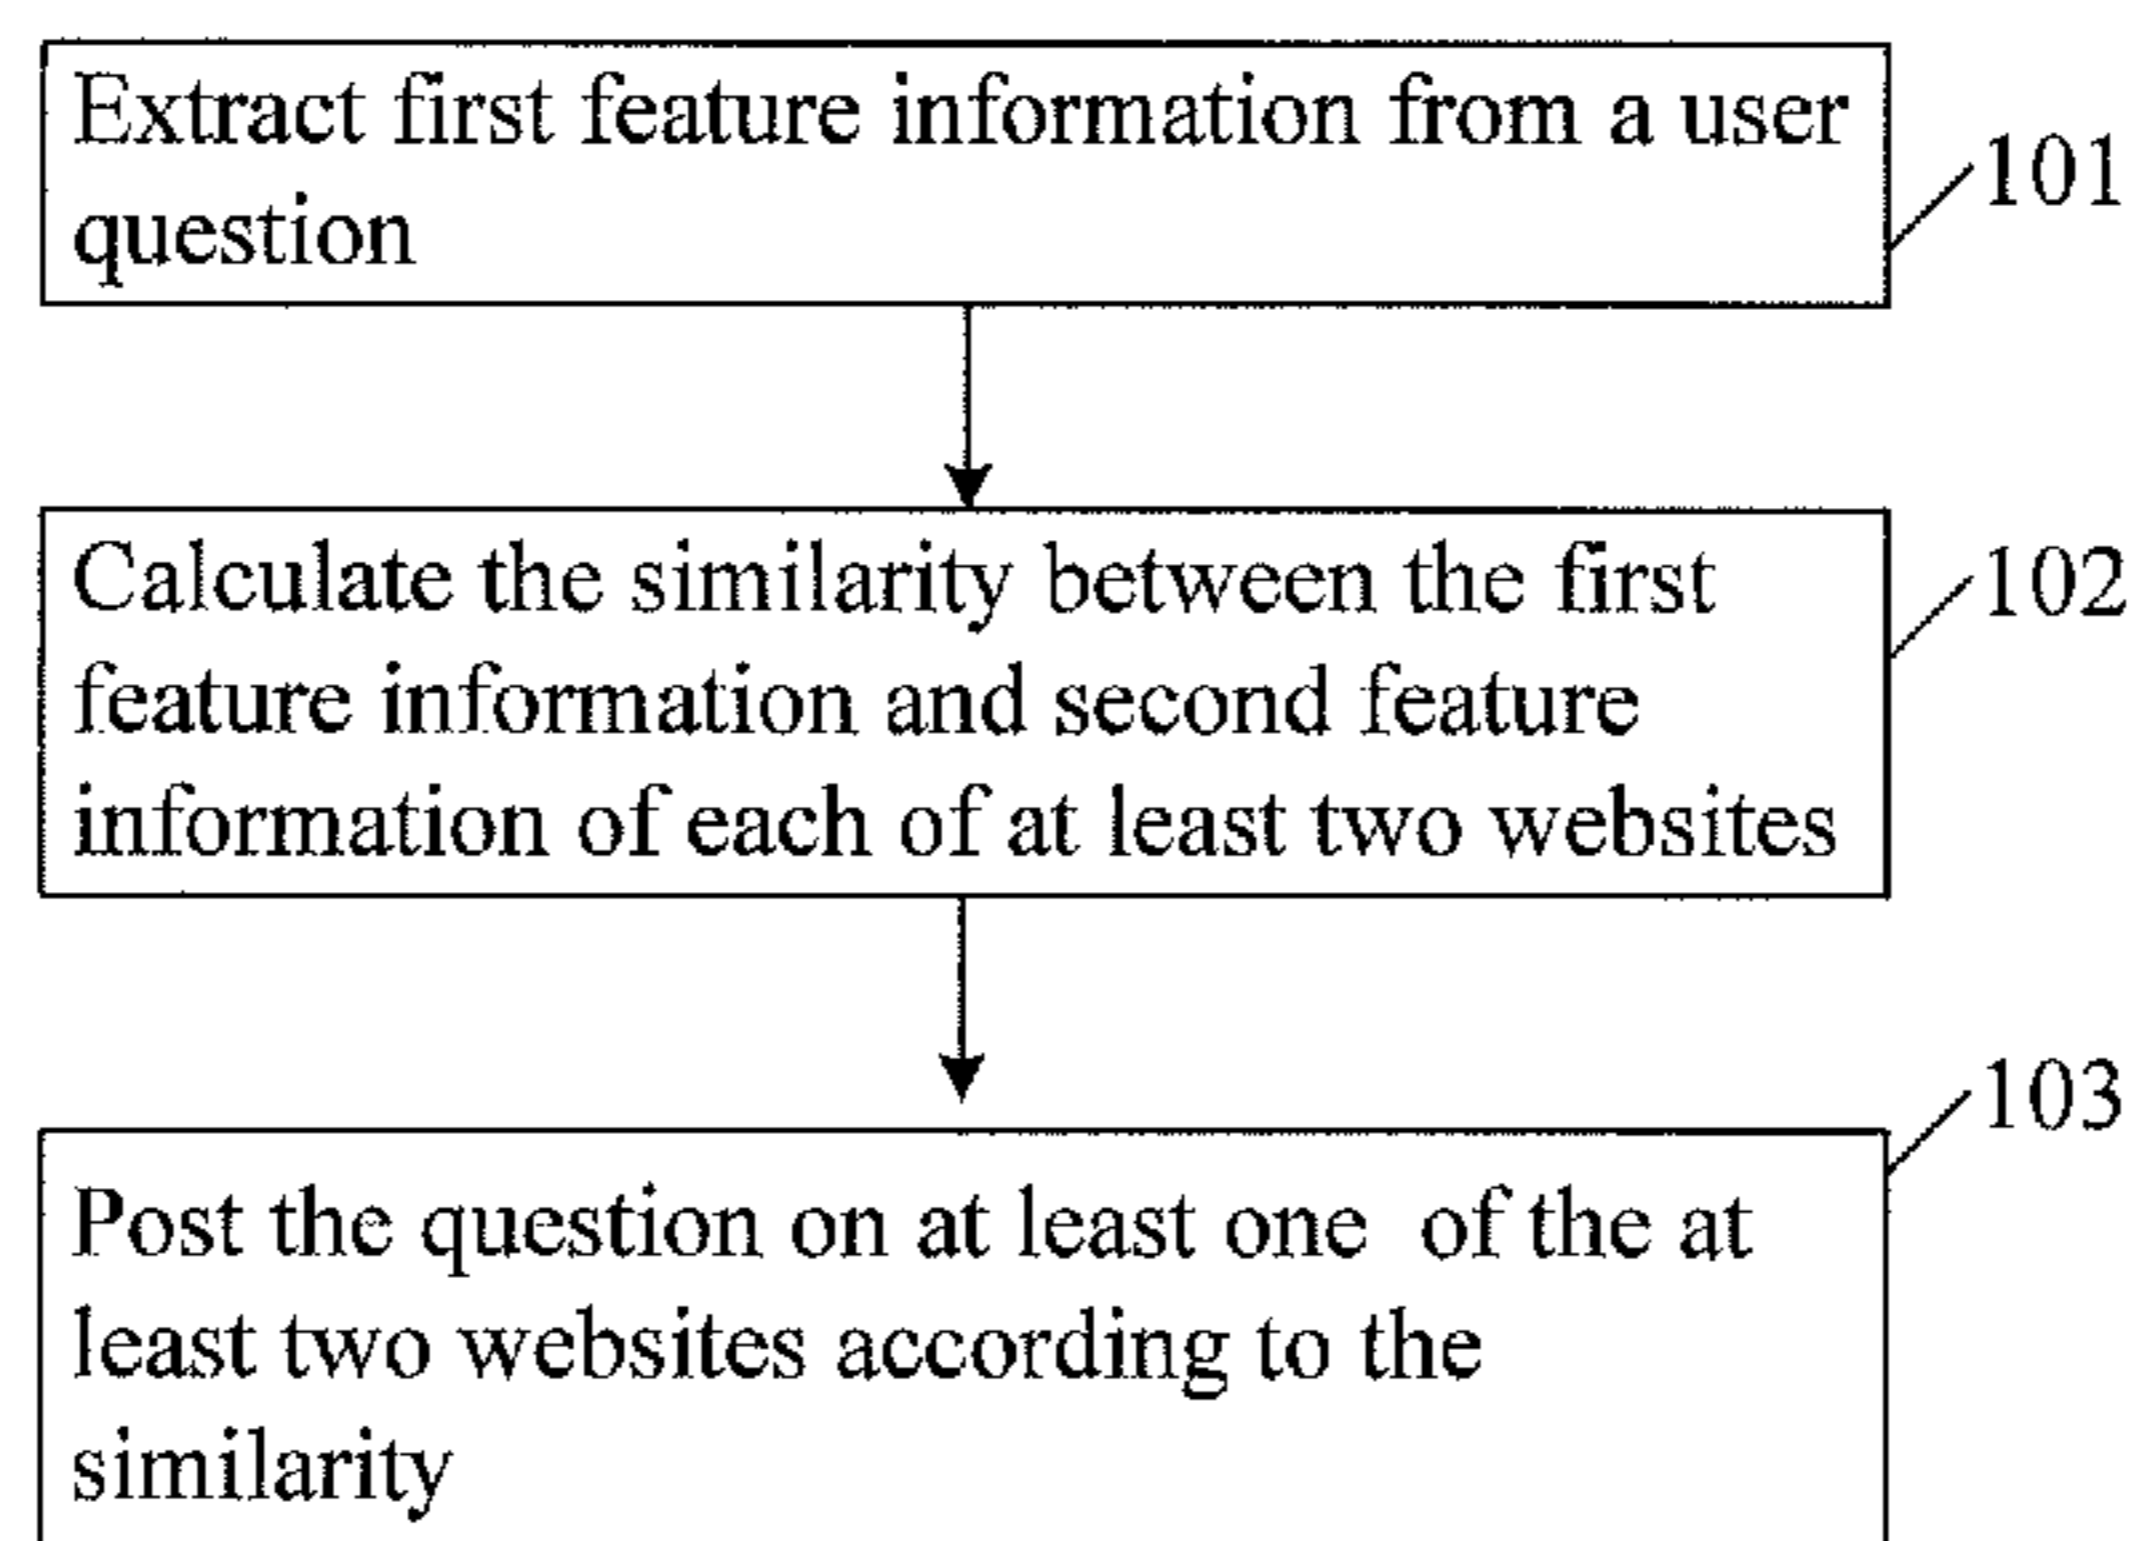 Extract first feature information from a user
question
101
Calculate the similarity between the first
feature information and second feature
information of each of at least two websites
102
Post the question on at least one of the at
least two websites according to the
similarity
103